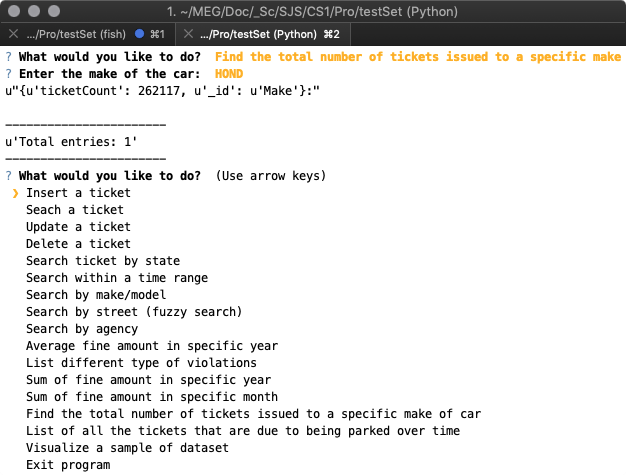 1. ~/MEG/Doc/_Sc/SJS/CS1/Pro/testSet (Python)
.../Pro/testSet (fish) ⌘1 .../Pro/testSet (Python) ⌘2
? What would you like to do? Find the total number of tickets issued to a specific make
? Enter the make of the car: HOND
u"{u'ticketCount': 262117, u'_id': u'Make'}:"
-----------------------
u'Total entries: 1'
-----------------------
? What would you like to do? (Use arrow keys)
❯ Insert a ticket
Seach a ticket
Update a ticket
Delete a ticket
Search ticket by state
Search within a time range
Search by make/model
Search by street (fuzzy search)
Search by agency
Average fine amount in specific year
List different type of violations
Sum of fine amount in specific year
Sum of fine amount in specific month
Find the total number of tickets issued to a specific make of car
List of all the tickets that are due to being parked over time
Visualize a sample of dataset
Exit program